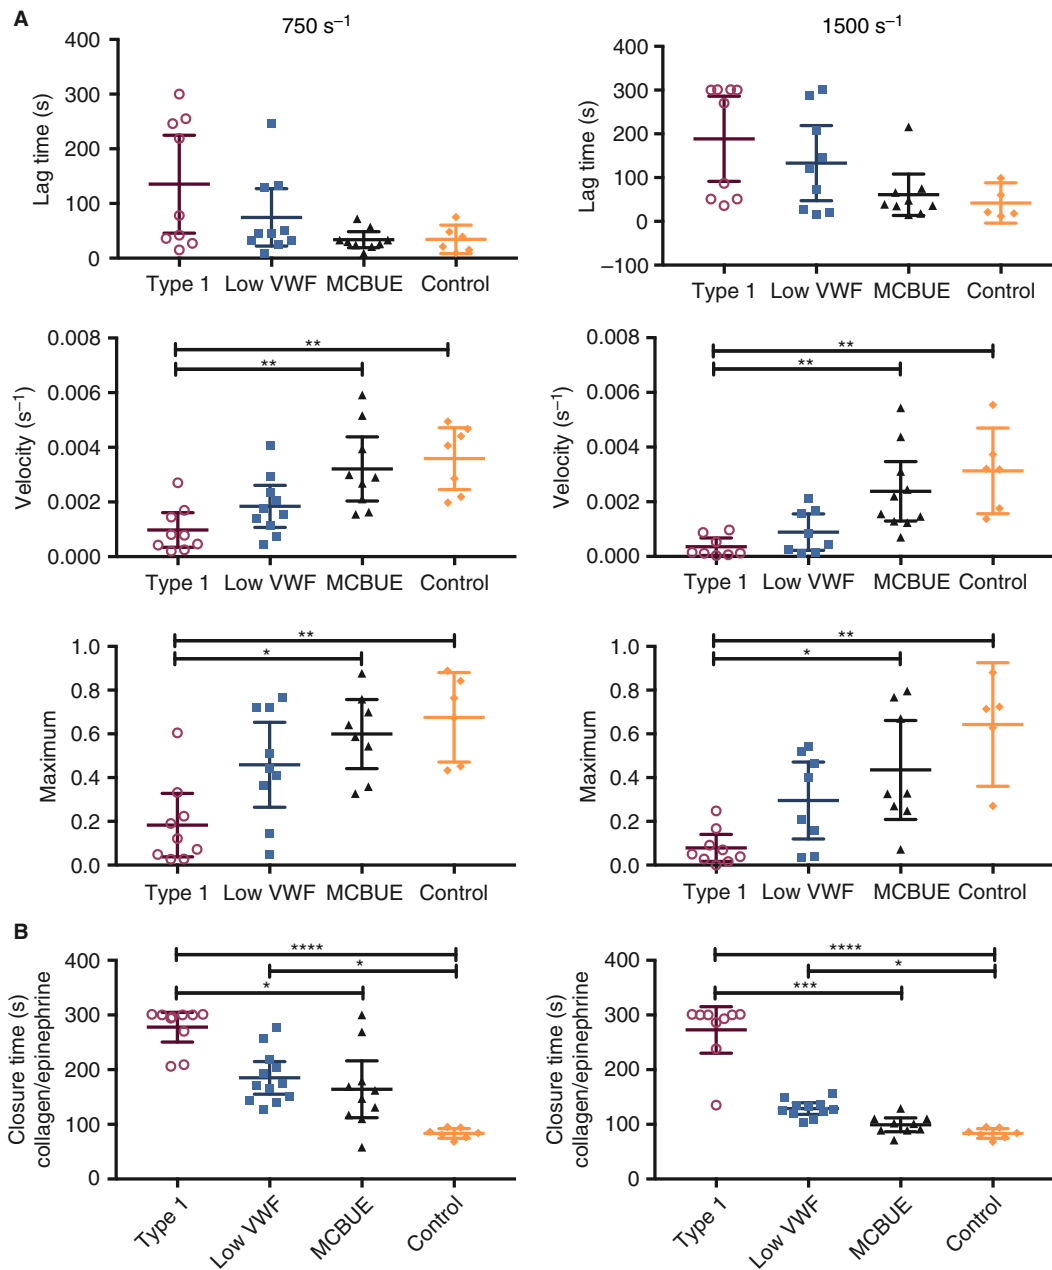 A
750 s⁻¹
1500 s⁻¹
Lag time (s)
400
300
200
100
0
Type 1 Low VWF MCBUE Control
Lag time (s)
400
300
200
100
0
−100
Type 1 Low VWF MCBUE Control
Velocity (s⁻¹)
0.008
0.006
0.004
0.002
0.000
**
**
Type 1 Low VWF MCBUE Control
Velocity (s⁻¹)
0.008
0.006
0.004
0.002
0.000
**
**
Type 1 Low VWF MCBUE Control
Maximum
1.0
0.8
0.6
0.4
0.2
0.0
**
*
Type 1 Low VWF MCBUE Control
Maximum
1.0
0.8
0.6
0.4
0.2
0.0
**
*
Type 1 Low VWF MCBUE Control
B
Closure time (s)
collagen/epinephrine
400
300
200
100
0
****
*
*
Type 1 Low VWF MCBUE Control
Closure time (s)
collagen/epinephrine
400
300
200
100
0
****
*
***
Type 1 Low VWF MCBUE Control